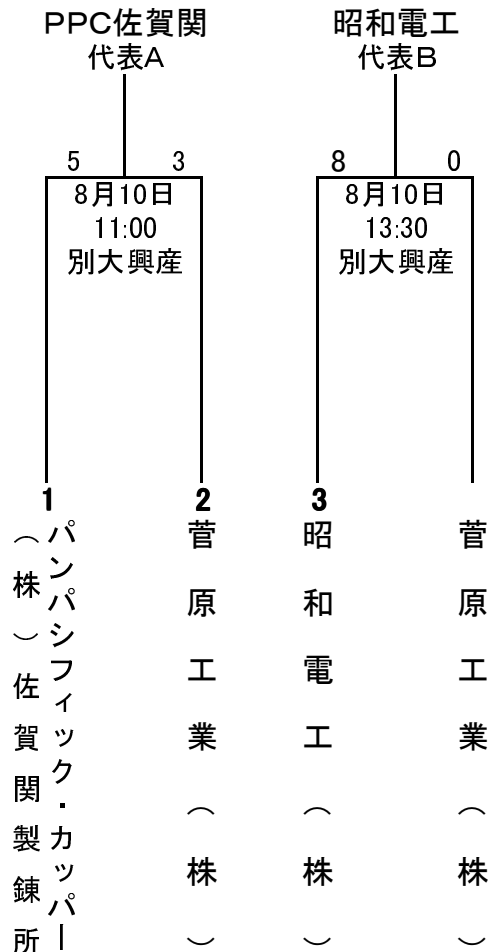 PPC佐賀関
代表A
昭和電工
代表B
5 3
8月10日
11:00
別大興産
8 0
8月10日
13:30
別大興産
1
パンパシフィック・カッパー
（株）佐賀関製錬所
2
菅原工業（株）
3
昭和電工（株）
菅原工業（株）